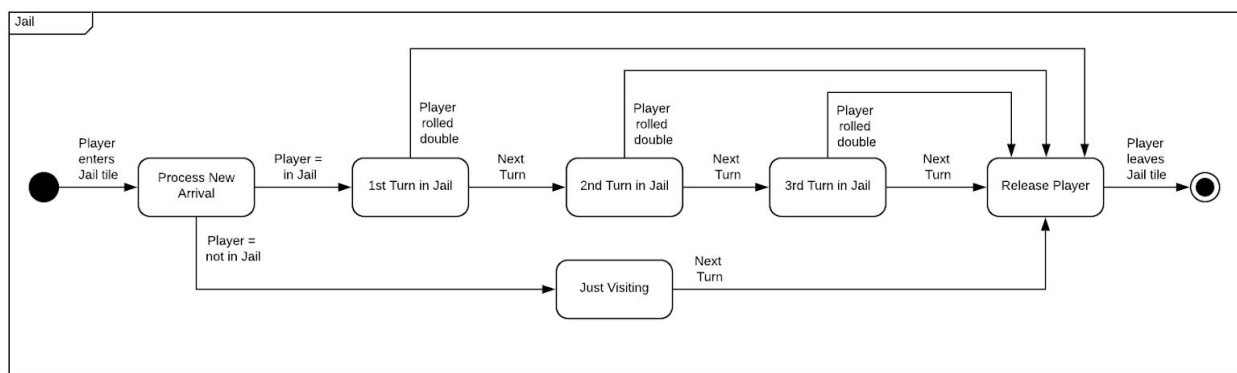 Jail
Player
enters
Jail tile
Process New
Arrival
Player =
in Jail
1st Turn in Jail
Player
rolled
double
Next
Turn
2nd Turn in Jail
Player
rolled
double
Next
Turn
3rd Turn in Jail
Player
rolled
double
Next
Turn
Release Player
Player
leaves
Jail tile
Player =
not in Jail
Just Visiting
Next
Turn